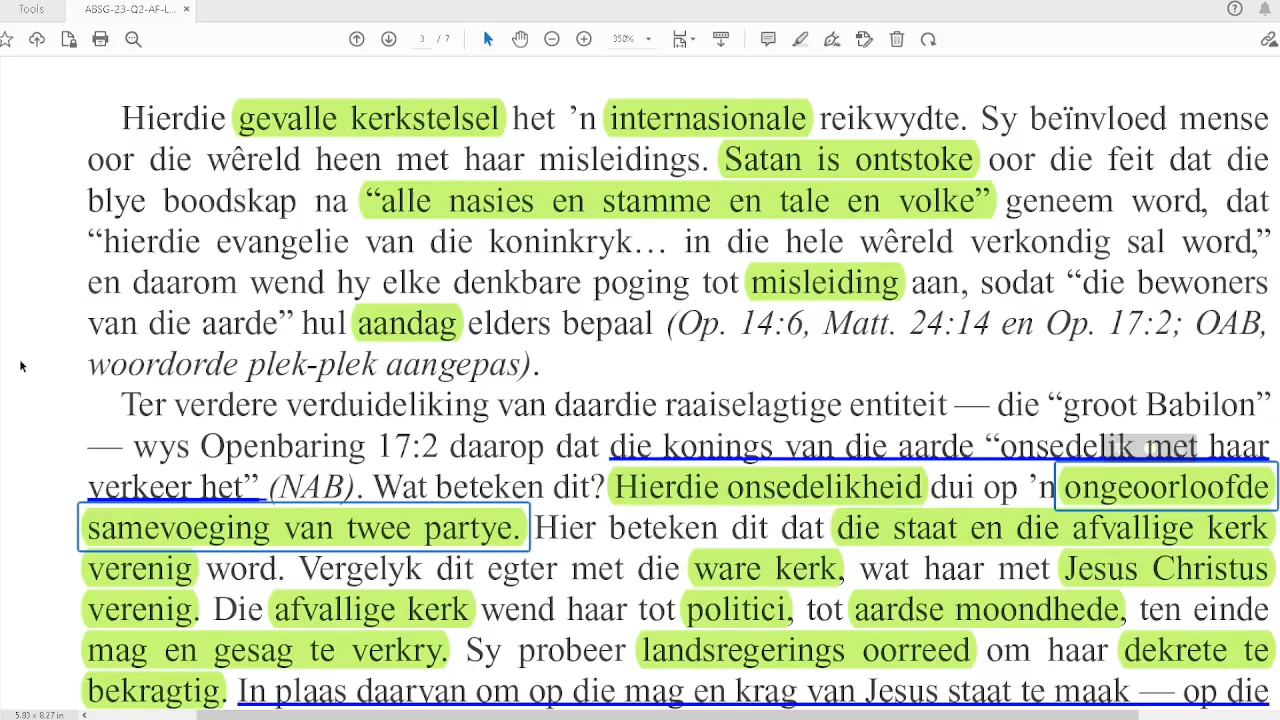 Tools
ABSG-23-Q2-AF-L...
3 / 7
350%
Hierdie gevalle kerkstelsel het ’n internasionale reikwydte. Sy beïnvloed mense
oor die wêreld heen met haar misleidings. Satan is ontstoke oor die feit dat die
blye boodskap na “alle nasies en stamme en tale en volke” geneem word, dat
“hierdie evangelie van die koninkryk… in die hele wêreld verkondig sal word,”
en daarom wend hy elke denkbare poging tot misleiding aan, sodat “die bewoners
van die aarde” hul aandag elders bepaal (Op. 14:6, Matt. 24:14 en Op. 17:2; OAB,
woordorde plek-plek aangepas).
Ter verdere verduideliking van daardie raaiselagtige entiteit — die “groot Babilon”
— wys Openbaring 17:2 daarop dat die konings van die aarde “onsedelik met haar
verkeer het” (NAB). Wat beteken dit? Hierdie onsedelikheid dui op ’n ongeoorloofde
samevoeging van twee partye. Hier beteken dit dat die staat en die afvallige kerk
verenig word. Vergelyk dit egter met die ware kerk, wat haar met Jesus Christus
verenig. Die afvallige kerk wend haar tot politici, tot aardse moondhede, ten einde
mag en gesag te verkry. Sy probeer landsregerings oorreed om haar dekrete te
bekragtig. In plaas daarvan om op die mag en krag van Jesus staat te maak — op die
5.83 x 8.27 in